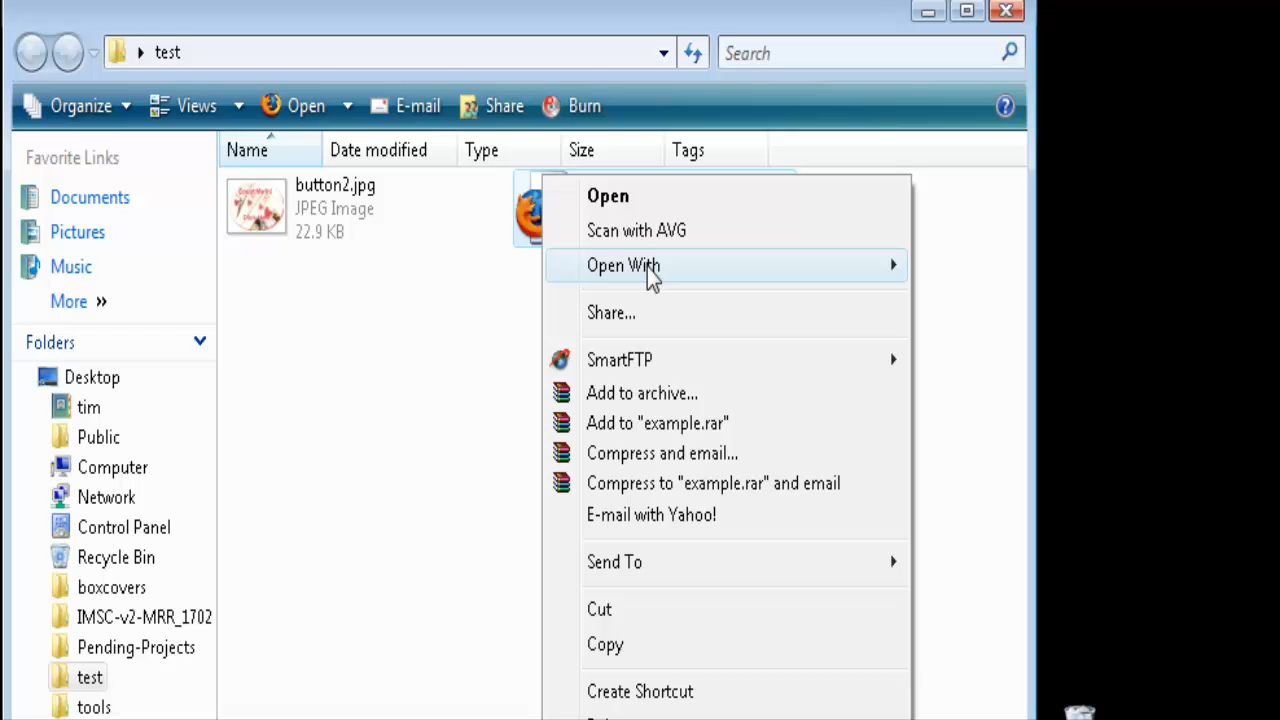 test
Search
Organize Views Open E-mail Share Burn
Name Date modified Type Size Tags
Favorite Links
Documents
Pictures
Music
More »
Folders
Desktop
tim
Public
Computer
Network
Control Panel
Recycle Bin
boxcovers
IMSC-v2-MRR_1702
Pending-Projects
test
tools
button2.jpg
JPEG Image
22.9 KB
Open
Scan with AVG
Open With
Share...
SmartFTP
Add to archive...
Add to "example.rar"
Compress and email...
Compress to "example.rar" and email
E-mail with Yahoo!
Send To
Cut
Copy
Create Shortcut